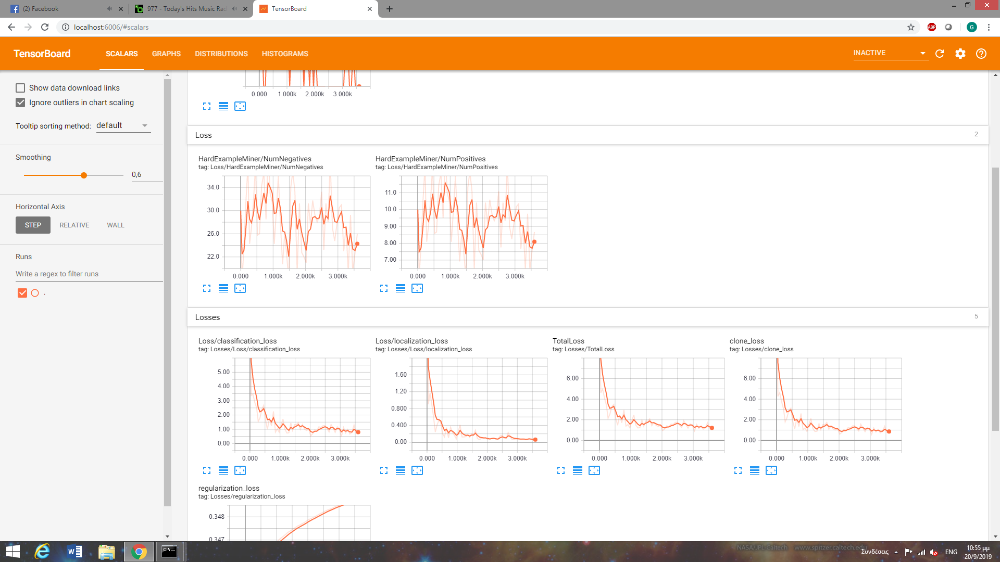 (2) Facebook
977 - Today's Hits Music Rad
TensorBoard
localhost:6006/#scalars
ABP
G
TensorBoard
SCALARS
GRAPHS
DISTRIBUTIONS
HISTOGRAMS
INACTIVE
Show data download links
Ignore outliers in chart scaling
Tooltip sorting method: default
Smoothing
0,6
Horizontal Axis
STEP
RELATIVE
WALL
Runs
Write a regex to filter runs
.
0.000 1.000k 2.000k 3.000k
Loss
2
HardExampleMiner/NumNegatives
tag: Loss/HardExampleMiner/NumNegatives
34.0
30.0
26.0
22.0
0.000 1.000k 2.000k 3.000k
HardExampleMiner/NumPositives
tag: Loss/HardExampleMiner/NumPositives
11.0
10.0
9.00
8.00
7.00
0.000 1.000k 2.000k 3.000k
Losses
5
Loss/classification_loss
tag: Losses/Loss/classification_loss
5.00
4.00
3.00
2.00
1.00
0.00
0.000 1.000k 2.000k 3.000k
Loss/localization_loss
tag: Losses/Loss/localization_loss
1.60
1.20
0.800
0.400
0.00
0.000 1.000k 2.000k 3.000k
TotalLoss
tag: Losses/TotalLoss
6.00
4.00
2.00
0.00
0.000 1.000k 2.000k 3.000k
clone_loss
tag: Losses/clone_loss
6.00
4.00
2.00
0.00
0.000 1.000k 2.000k 3.000k
regularization_loss
tag: Losses/regularization_loss
0.348
0.347
NASA/JPL-Caltech www.spitzer.caltech.edu
Συνδέσεις
ENG
10:55 μμ
20/9/2019